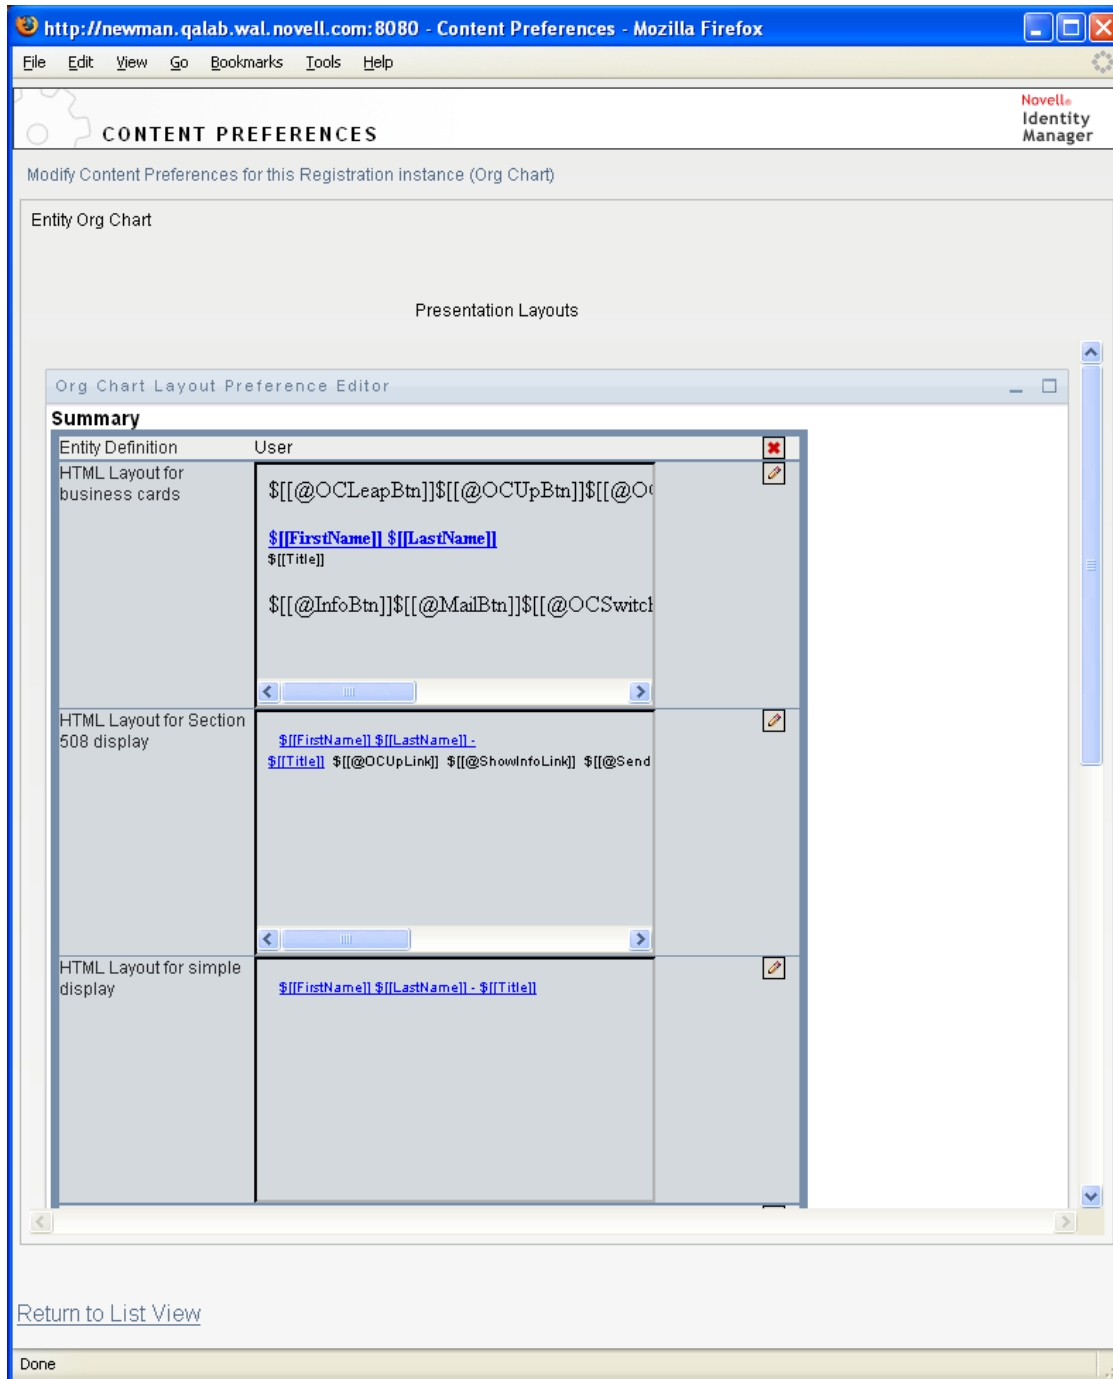 http://newman.qalab.wal.novell.com:8080 - Content Preferences - Mozilla Firefox
File Edit View Go Bookmarks Tools Help
Novell®
Identity
Manager
CONTENT PREFERENCES
Modify Content Preferences for this Registration instance (Org Chart)
Entity Org Chart
Presentation Layouts
Org Chart Layout Preference Editor
Summary
Entity Definition User
HTML Layout for
business cards
$[[@OCLeapBtn]]$[[@OCUpBtn]]$[[@O
$[[FirstName]] $[[LastName]]
$[[Title]]
$[[@InfoBtn]]$[[@MailBtn]]$[[@OCSwitch
HTML Layout for Section
508 display
$[[FirstName]] $[[LastName]] -
$[[Title]] $[[@OCUpLink]] $[[@ShowInfoLink]] $[[@Send
HTML Layout for simple
display
$[[FirstName]] $[[LastName]] - $[[Title]]
Return to List View
Done